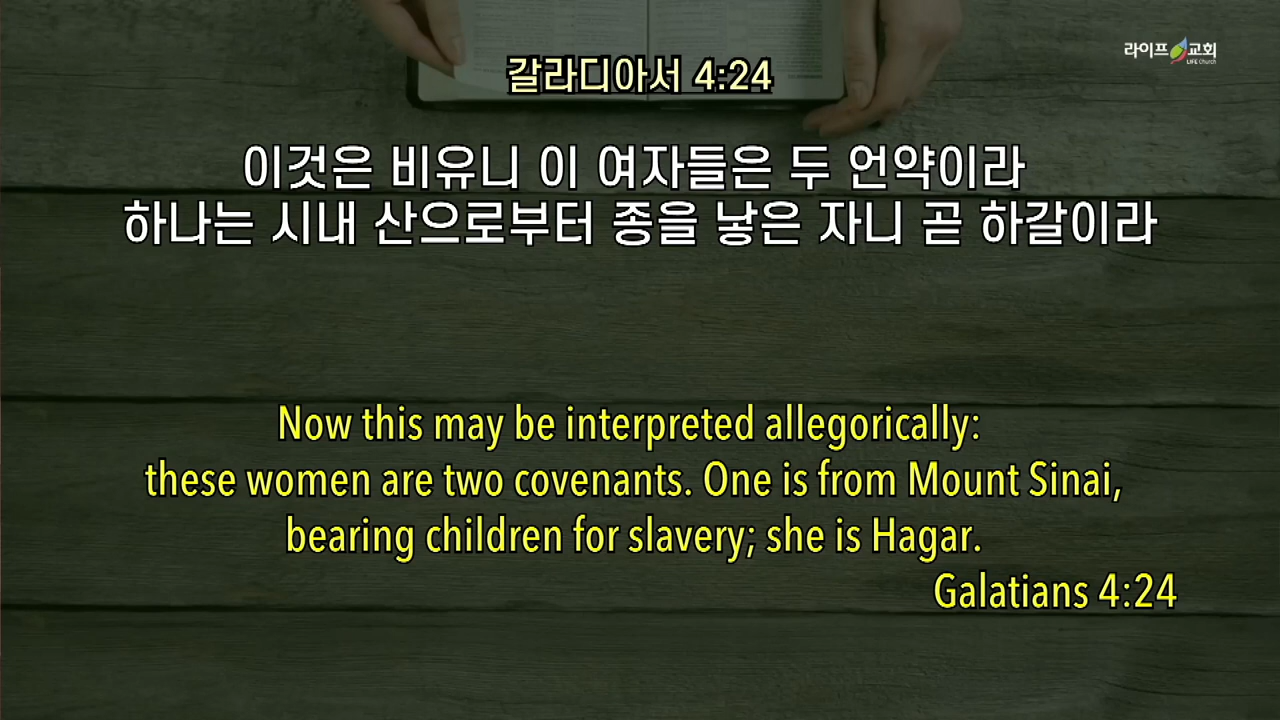 라이프 교회
LIFE Church
갈라디아서 4:24
이것은 비유니 이 여자들은 두 언약이라
하나는 시내 산으로부터 종을 낳은 자니 곧 하갈이라
Now this may be interpreted allegorically:
these women are two covenants. One is from Mount Sinai,
bearing children for slavery; she is Hagar.
Galatians 4:24